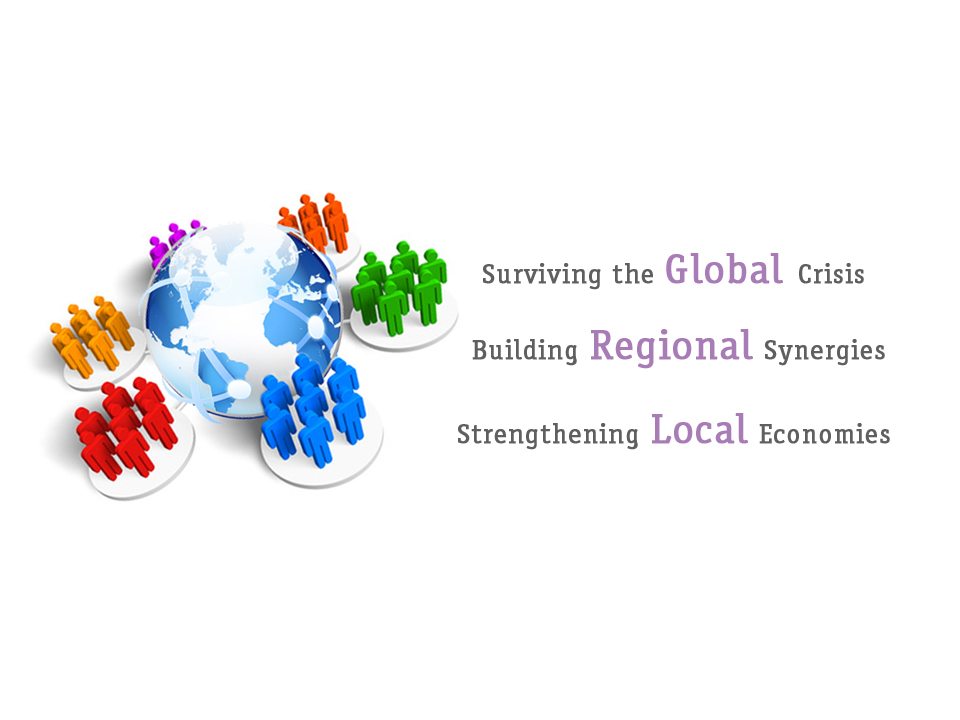 Surviving the Global Crisis
Building Regional Synergies
Strengthening Local Economies